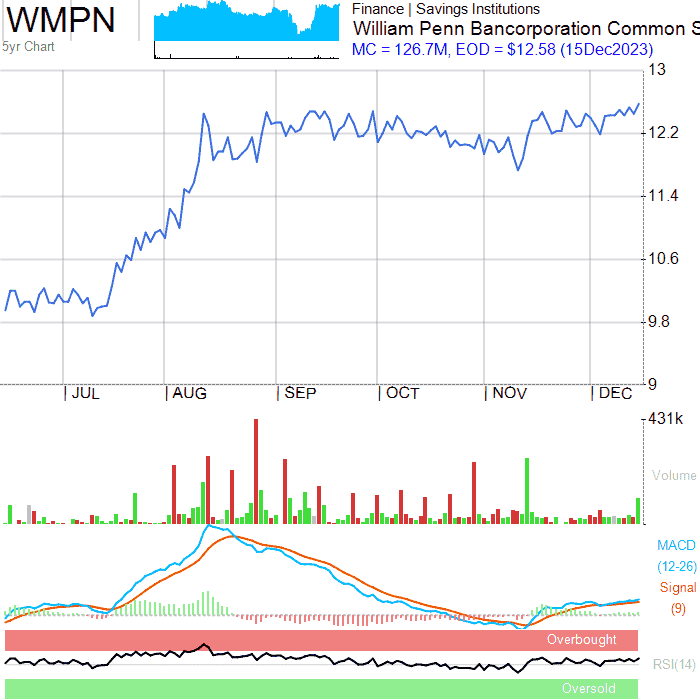 WMPN
5yr Chart
Finance | Savings Institutions
William Penn Bancorporation Common S
MC = 126.7M, EOD = $12.58 (15Dec2023)
13
12.2
11.4
10.6
9.8
9
JUL
AUG
SEP
OCT
NOV
DEC
431k
Volume
MACD
(12-26)
Signal
(9)
Overbought
RSI(14)
Oversold